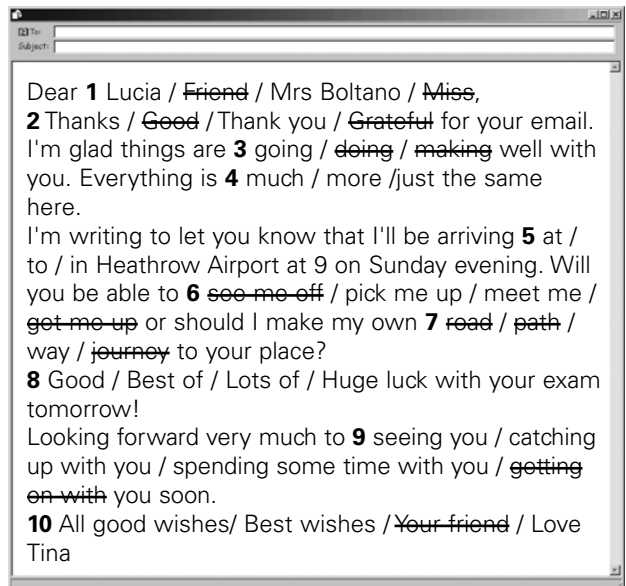 To:
Subject:
Dear 1 Lucia / Friend / Mrs Boltano / Miss,
2 Thanks / Good / Thank you / Grateful for your email.
I'm glad things are 3 going / doing / making well with
you. Everything is 4 much / more /just the same
here.
I'm writing to let you know that I'll be arriving 5 at /
to / in Heathrow Airport at 9 on Sunday evening. Will
you be able to 6 see me off / pick me up / meet me /
get me up or should I make my own 7 road / path /
way / journey to your place?
8 Good / Best of / Lots of / Huge luck with your exam
tomorrow!
Looking forward very much to 9 seeing you / catching
up with you / spending some time with you / getting
on with you soon.
10 All good wishes/ Best wishes / Your friend / Love
Tina